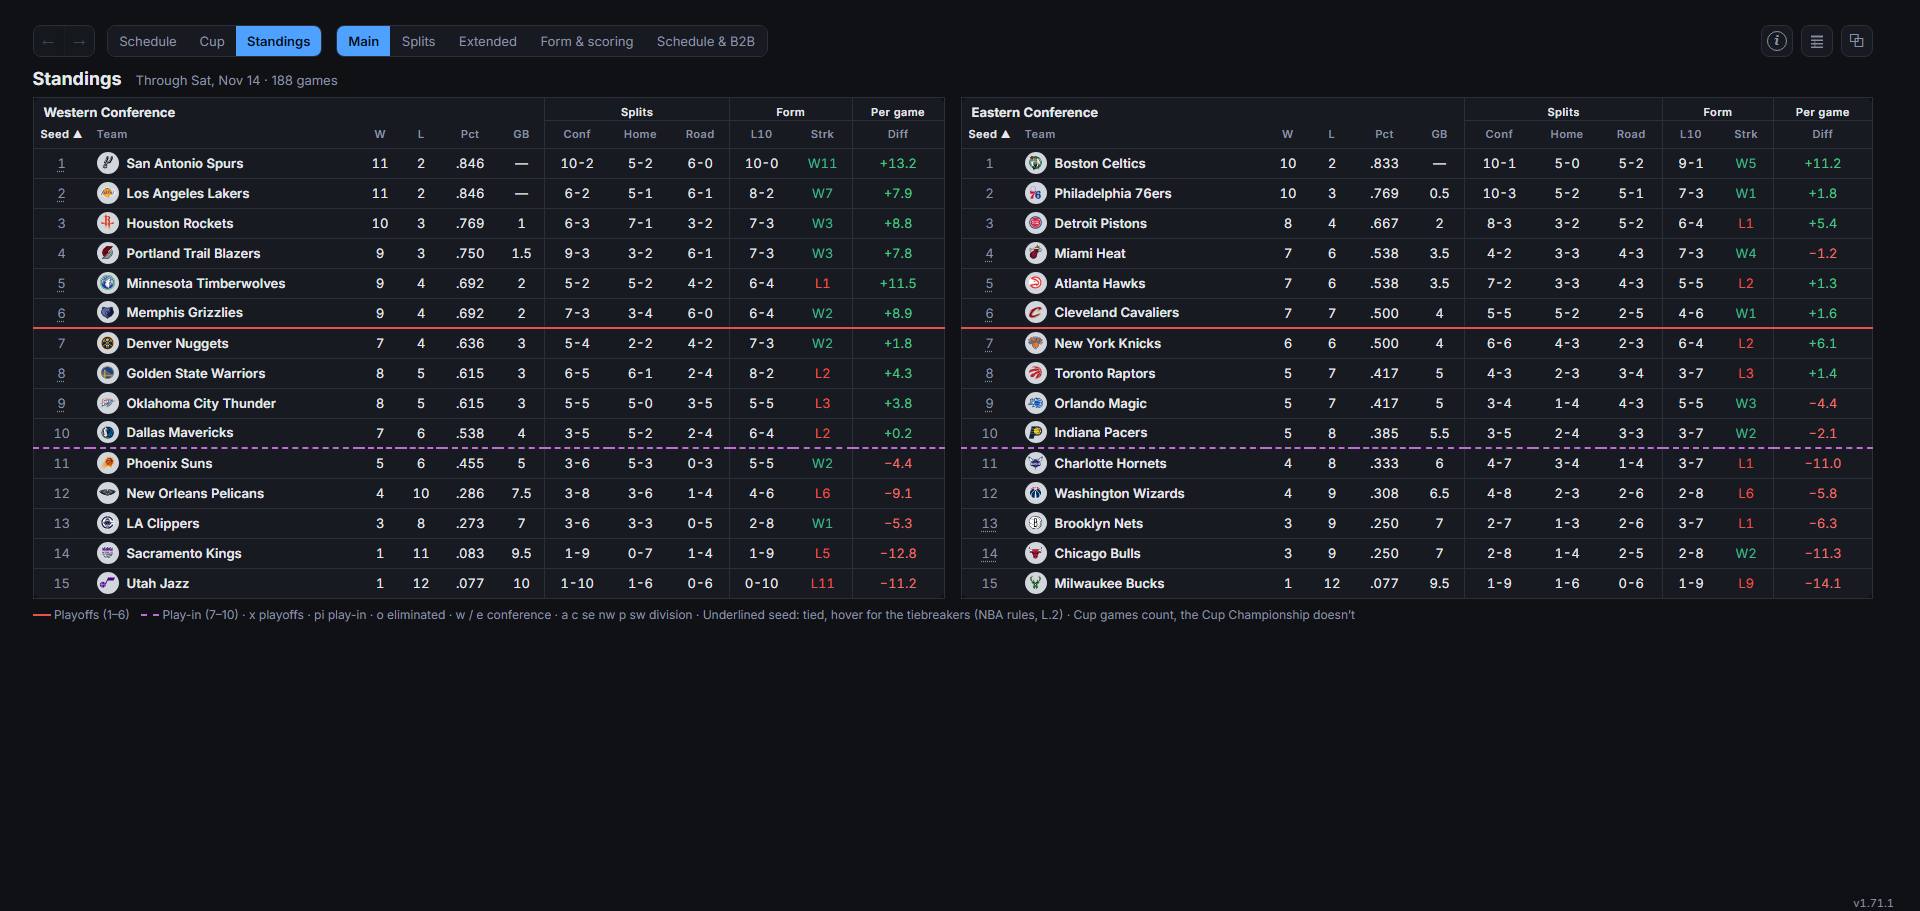 ← → Schedule Cup Standings Main Splits Extended Form & scoring Schedule & B2B i
Standings Through Sat, Nov 14 · 188 games
Western Conference Splits Form Per game
Seed ▲ Team W L Pct GB Conf Home Road L10 Strk Diff
1 San Antonio Spurs 11 2 .846 — 10-2 5-2 6-0 10-0 W11 +13.2
2 Los Angeles Lakers 11 2 .846 — 6-2 5-1 6-1 8-2 W7 +7.9
3 Houston Rockets 10 3 .769 1 6-3 7-1 3-2 7-3 W3 +8.8
4 Portland Trail Blazers 9 3 .750 1.5 9-3 3-2 6-1 7-3 W3 +7.8
5 Minnesota Timberwolves 9 4 .692 2 5-2 5-2 4-2 6-4 L1 +11.5
6 Memphis Grizzlies 9 4 .692 2 7-3 3-4 6-0 6-4 W2 +8.9
7 Denver Nuggets 7 4 .636 3 5-4 2-2 4-2 7-3 W2 +1.8
8 Golden State Warriors 8 5 .615 3 6-5 6-1 2-4 8-2 L2 +4.3
9 Oklahoma City Thunder 8 5 .615 3 5-5 5-0 3-5 5-5 L3 +3.8
10 Dallas Mavericks 7 6 .538 4 3-5 5-2 2-4 6-4 L2 +0.2
11 Phoenix Suns 5 6 .455 5 3-6 5-3 0-3 5-5 W2 −4.4
12 New Orleans Pelicans 4 10 .286 7.5 3-8 3-6 1-4 4-6 L6 −9.1
13 LA Clippers 3 8 .273 7 3-6 3-3 0-5 2-8 W1 −5.3
14 Sacramento Kings 1 11 .083 9.5 1-9 0-7 1-4 1-9 L5 −12.8
15 Utah Jazz 1 12 .077 10 1-10 1-6 0-6 0-10 L11 −11.2
Eastern Conference Splits Form Per game
Seed ▲ Team W L Pct GB Conf Home Road L10 Strk Diff
1 Boston Celtics 10 2 .833 — 10-1 5-0 5-2 9-1 W5 +11.2
2 Philadelphia 76ers 10 3 .769 0.5 10-3 5-2 5-1 7-3 W1 +1.8
3 Detroit Pistons 8 4 .667 2 8-3 3-2 5-2 6-4 L1 +5.4
4 Miami Heat 7 6 .538 3.5 4-2 3-3 4-3 7-3 W4 −1.2
5 Atlanta Hawks 7 6 .538 3.5 7-2 3-3 4-3 5-5 L2 +1.3
6 Cleveland Cavaliers 7 7 .500 4 5-5 5-2 2-5 4-6 W1 +1.6
7 New York Knicks 6 6 .500 4 6-6 4-3 2-3 6-4 L2 +6.1
8 Toronto Raptors 5 7 .417 5 4-3 2-3 3-4 3-7 L3 +1.4
9 Orlando Magic 5 7 .417 5 3-4 1-4 4-3 5-5 W3 −4.4
10 Indiana Pacers 5 8 .385 5.5 3-5 2-4 3-3 3-7 W2 −2.1
11 Charlotte Hornets 4 8 .333 6 4-7 3-4 1-4 3-7 L1 −11.0
12 Washington Wizards 4 9 .308 6.5 4-8 2-3 2-6 2-8 L6 −5.8
13 Brooklyn Nets 3 9 .250 7 2-7 1-3 2-6 3-7 L1 −6.3
14 Chicago Bulls 3 9 .250 7 2-8 1-4 2-5 2-8 W2 −11.3
15 Milwaukee Bucks 1 12 .077 9.5 1-9 1-6 0-6 1-9 L9 −14.1
Playoffs (1–6) Play-in (7–10) · x playoffs · pi play-in · o eliminated · w / e conference · a c se nw p sw division · Underlined seed: tied, hover for the tiebreakers (NBA rules, L.2) · Cup games count, the Cup Championship doesn’t
v1.71.1